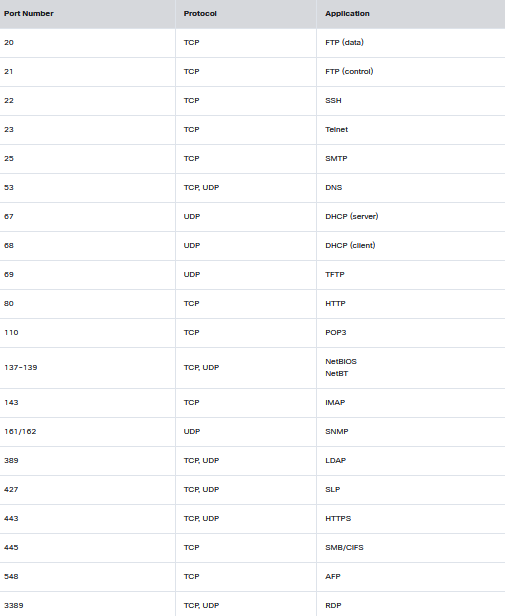 Port Number Protocol Application
20 TCP FTP (data)
21 TCP FTP (control)
22 TCP SSH
23 TCP Telnet
25 TCP SMTP
53 TCP, UDP DNS
67 UDP DHCP (server)
68 UDP DHCP (client)
69 UDP TFTP
80 TCP HTTP
110 TCP POP3
137–139 TCP, UDP NetBIOS
NetBT
143 TCP IMAP
161/162 UDP SNMP
389 TCP, UDP LDAP
427 TCP, UDP SLP
443 TCP, UDP HTTPS
445 TCP SMB/CIFS
548 TCP AFP
3389 TCP, UDP RDP